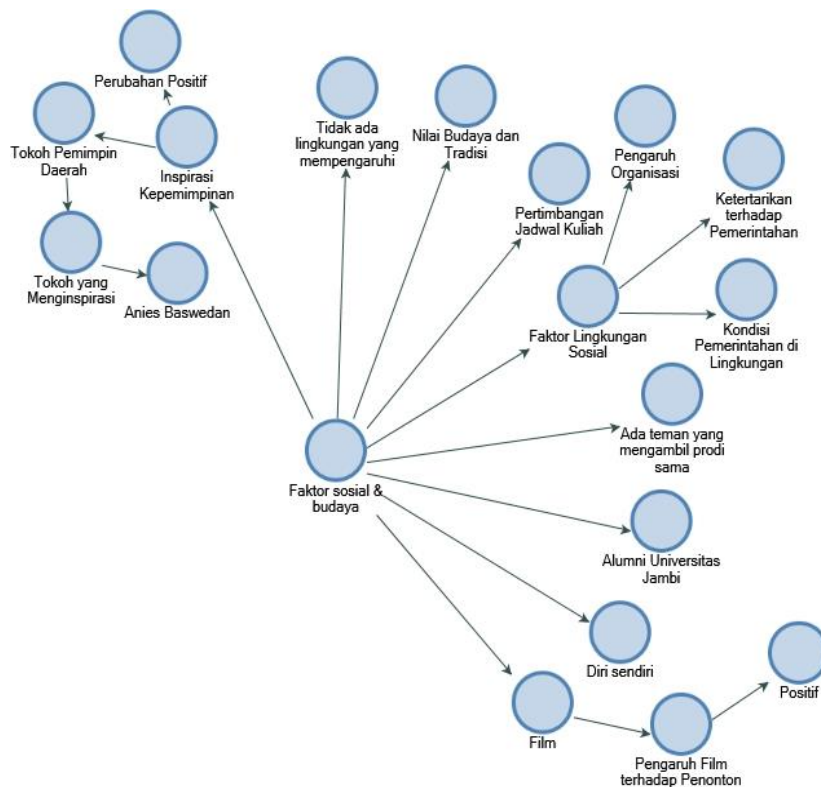 Perubahan Positif
Tokoh Pemimpin
Daerah
Inspirasi
Kepemimpinan
Tokoh yang
Menginspirasi
Anies Baswedan
Tidak ada
lingkungan yang
mempengaruhi
Nilai Budaya dan
Tradisi
Pertimbangan
Jadwal Kuliah
Pengaruh
Organisasi
Ketertarikan
terhadap
Pemerintahan
Faktor Lingkungan
Sosial
Kondisi
Pemerintahan di
Lingkungan
Ada teman yang
mengambil prodi
sama
Faktor sosial &
budaya
Alumni Universitas
Jambi
Diri sendiri
Film
Pengaruh Film
terhadap Penonton
Positif